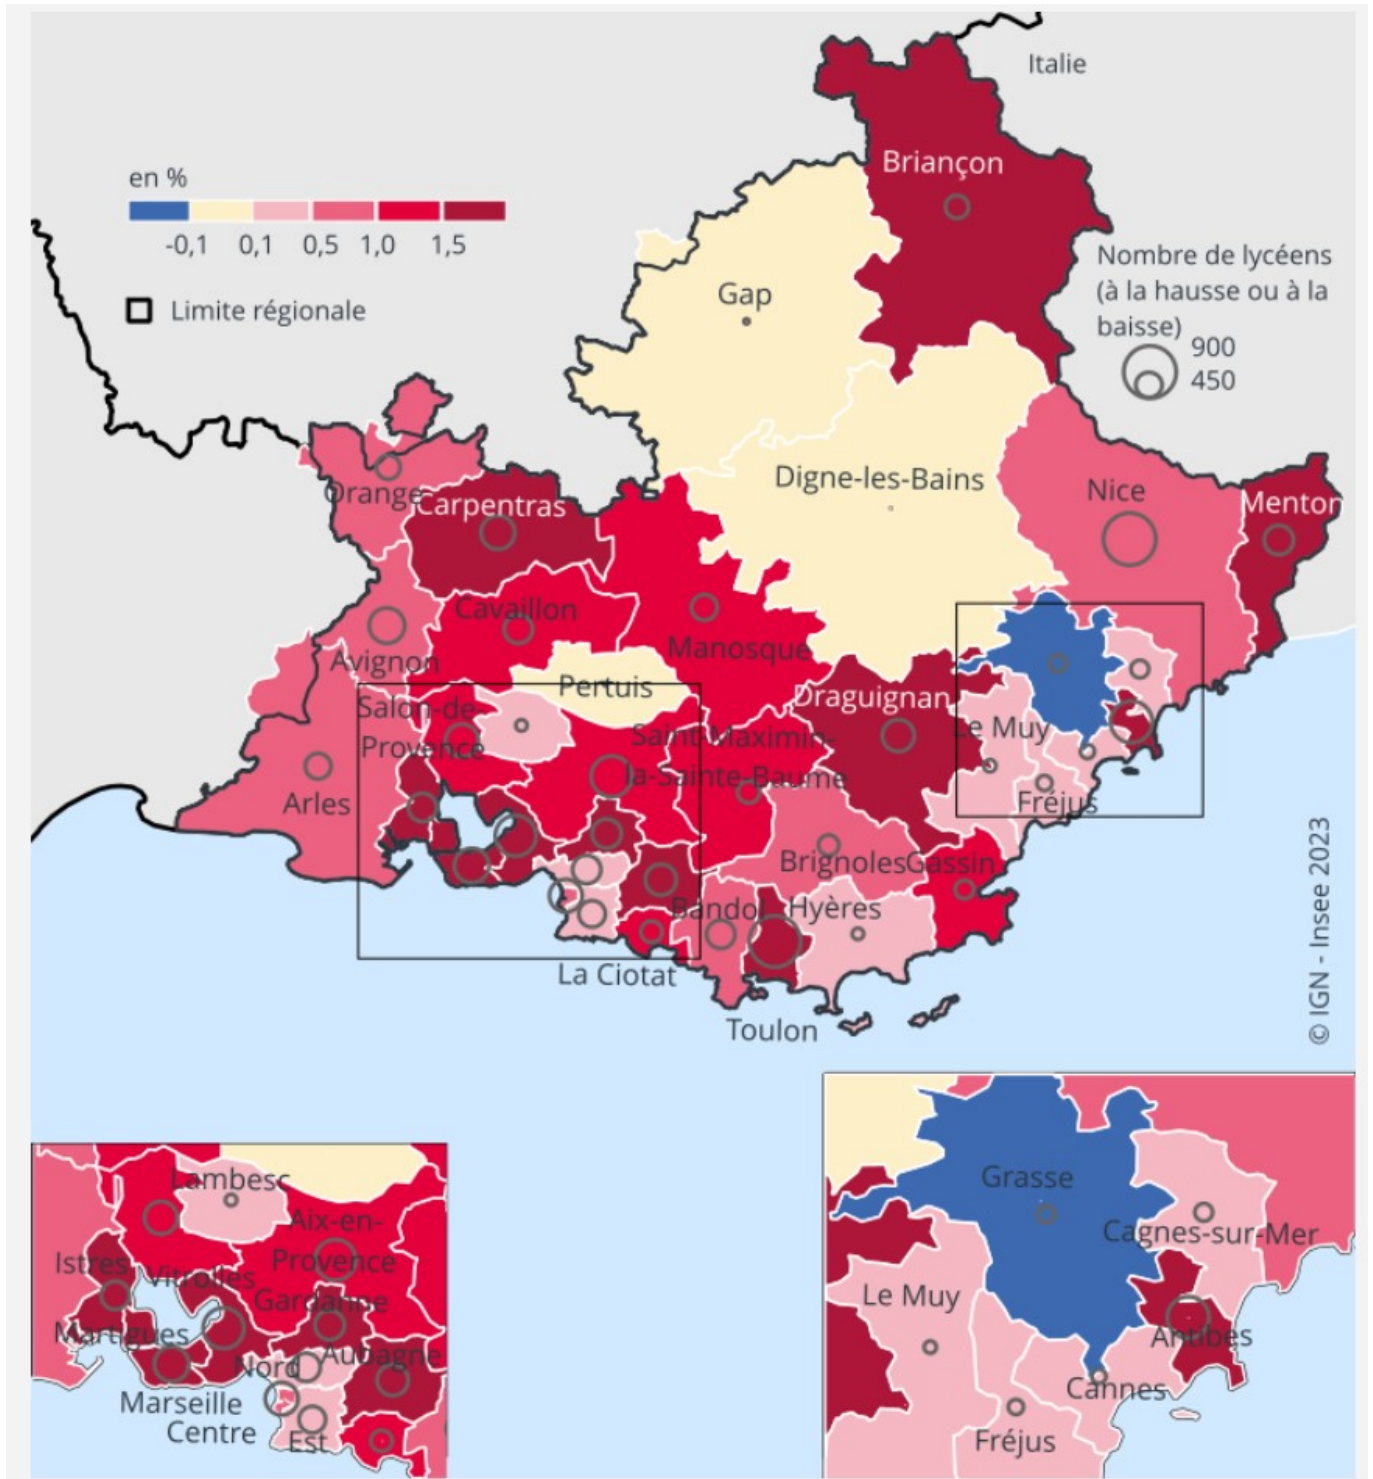 Italie
Briançon
en %
-0,1 0,1 0,5 1,0 1,5
Limite régionale
Nombre de lycéens
(à la hausse ou à la
baisse)
900
450
Gap
Digne-les-Bains
Nice
Menton
Orange
Carpentras
Cavaillon
Manosque
Avignon
Pertuis
Draguignan
Salon-de-
Provence
Le Muy
Saint-Maximin-
la-Sainte-Baume
Arles
Fréjus
Brignoles
Gassin
Bandol
Hyères
La Ciotat
Toulon
© IGN - Insee 2023
Lambesc
Aix-en-
Provence
Istres
Vitrolles
Gardanne
Martigues
Nord
Aubagne
Marseille
Centre
Est
Grasse
Cagnes-sur-Mer
Le Muy
Antibes
Cannes
Fréjus